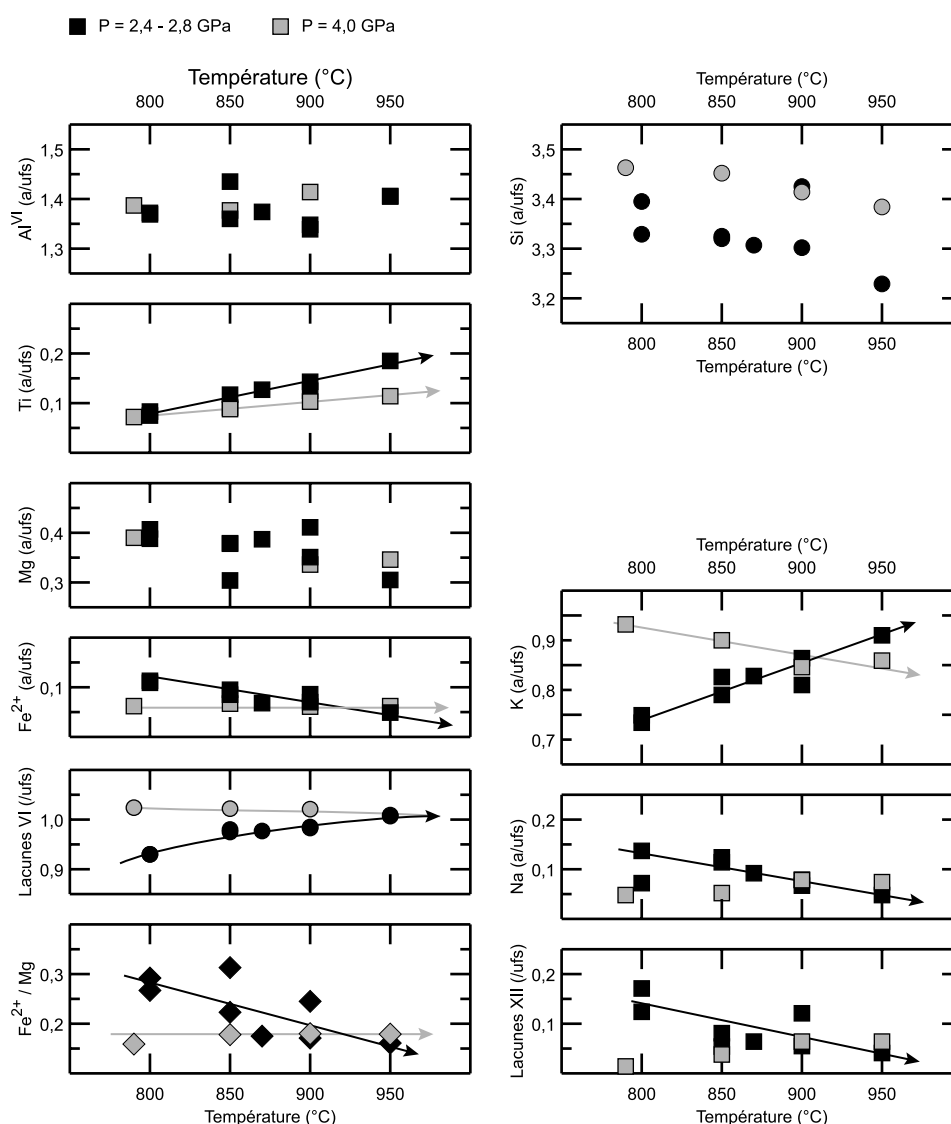 P = 2,4 - 2,8 GPa P = 4,0 GPa
Température (°C)
800 850 900 950
1,5
1,4
1,3
Al^VI (a/ufs)
0,2
0,1
Ti (a/ufs)
0,4
0,3
Mg (a/ufs)
0,1
Fe²⁺ (a/ufs)
1,0
0,9
Lacunes VI (/ufs)
0,3
0,2
Fe²⁺ / Mg
800 850 900 950
Température (°C)
Température (°C)
800 850 900 950
3,5
3,4
3,3
3,2
Si (a/ufs)
800 850 900 950
Température (°C)
Température (°C)
800 850 900 950
0,9
0,8
0,7
K (a/ufs)
0,2
0,1
Na (a/ufs)
0,2
0,1
Lacunes XII (/ufs)
800 850 900 950
Température (°C)